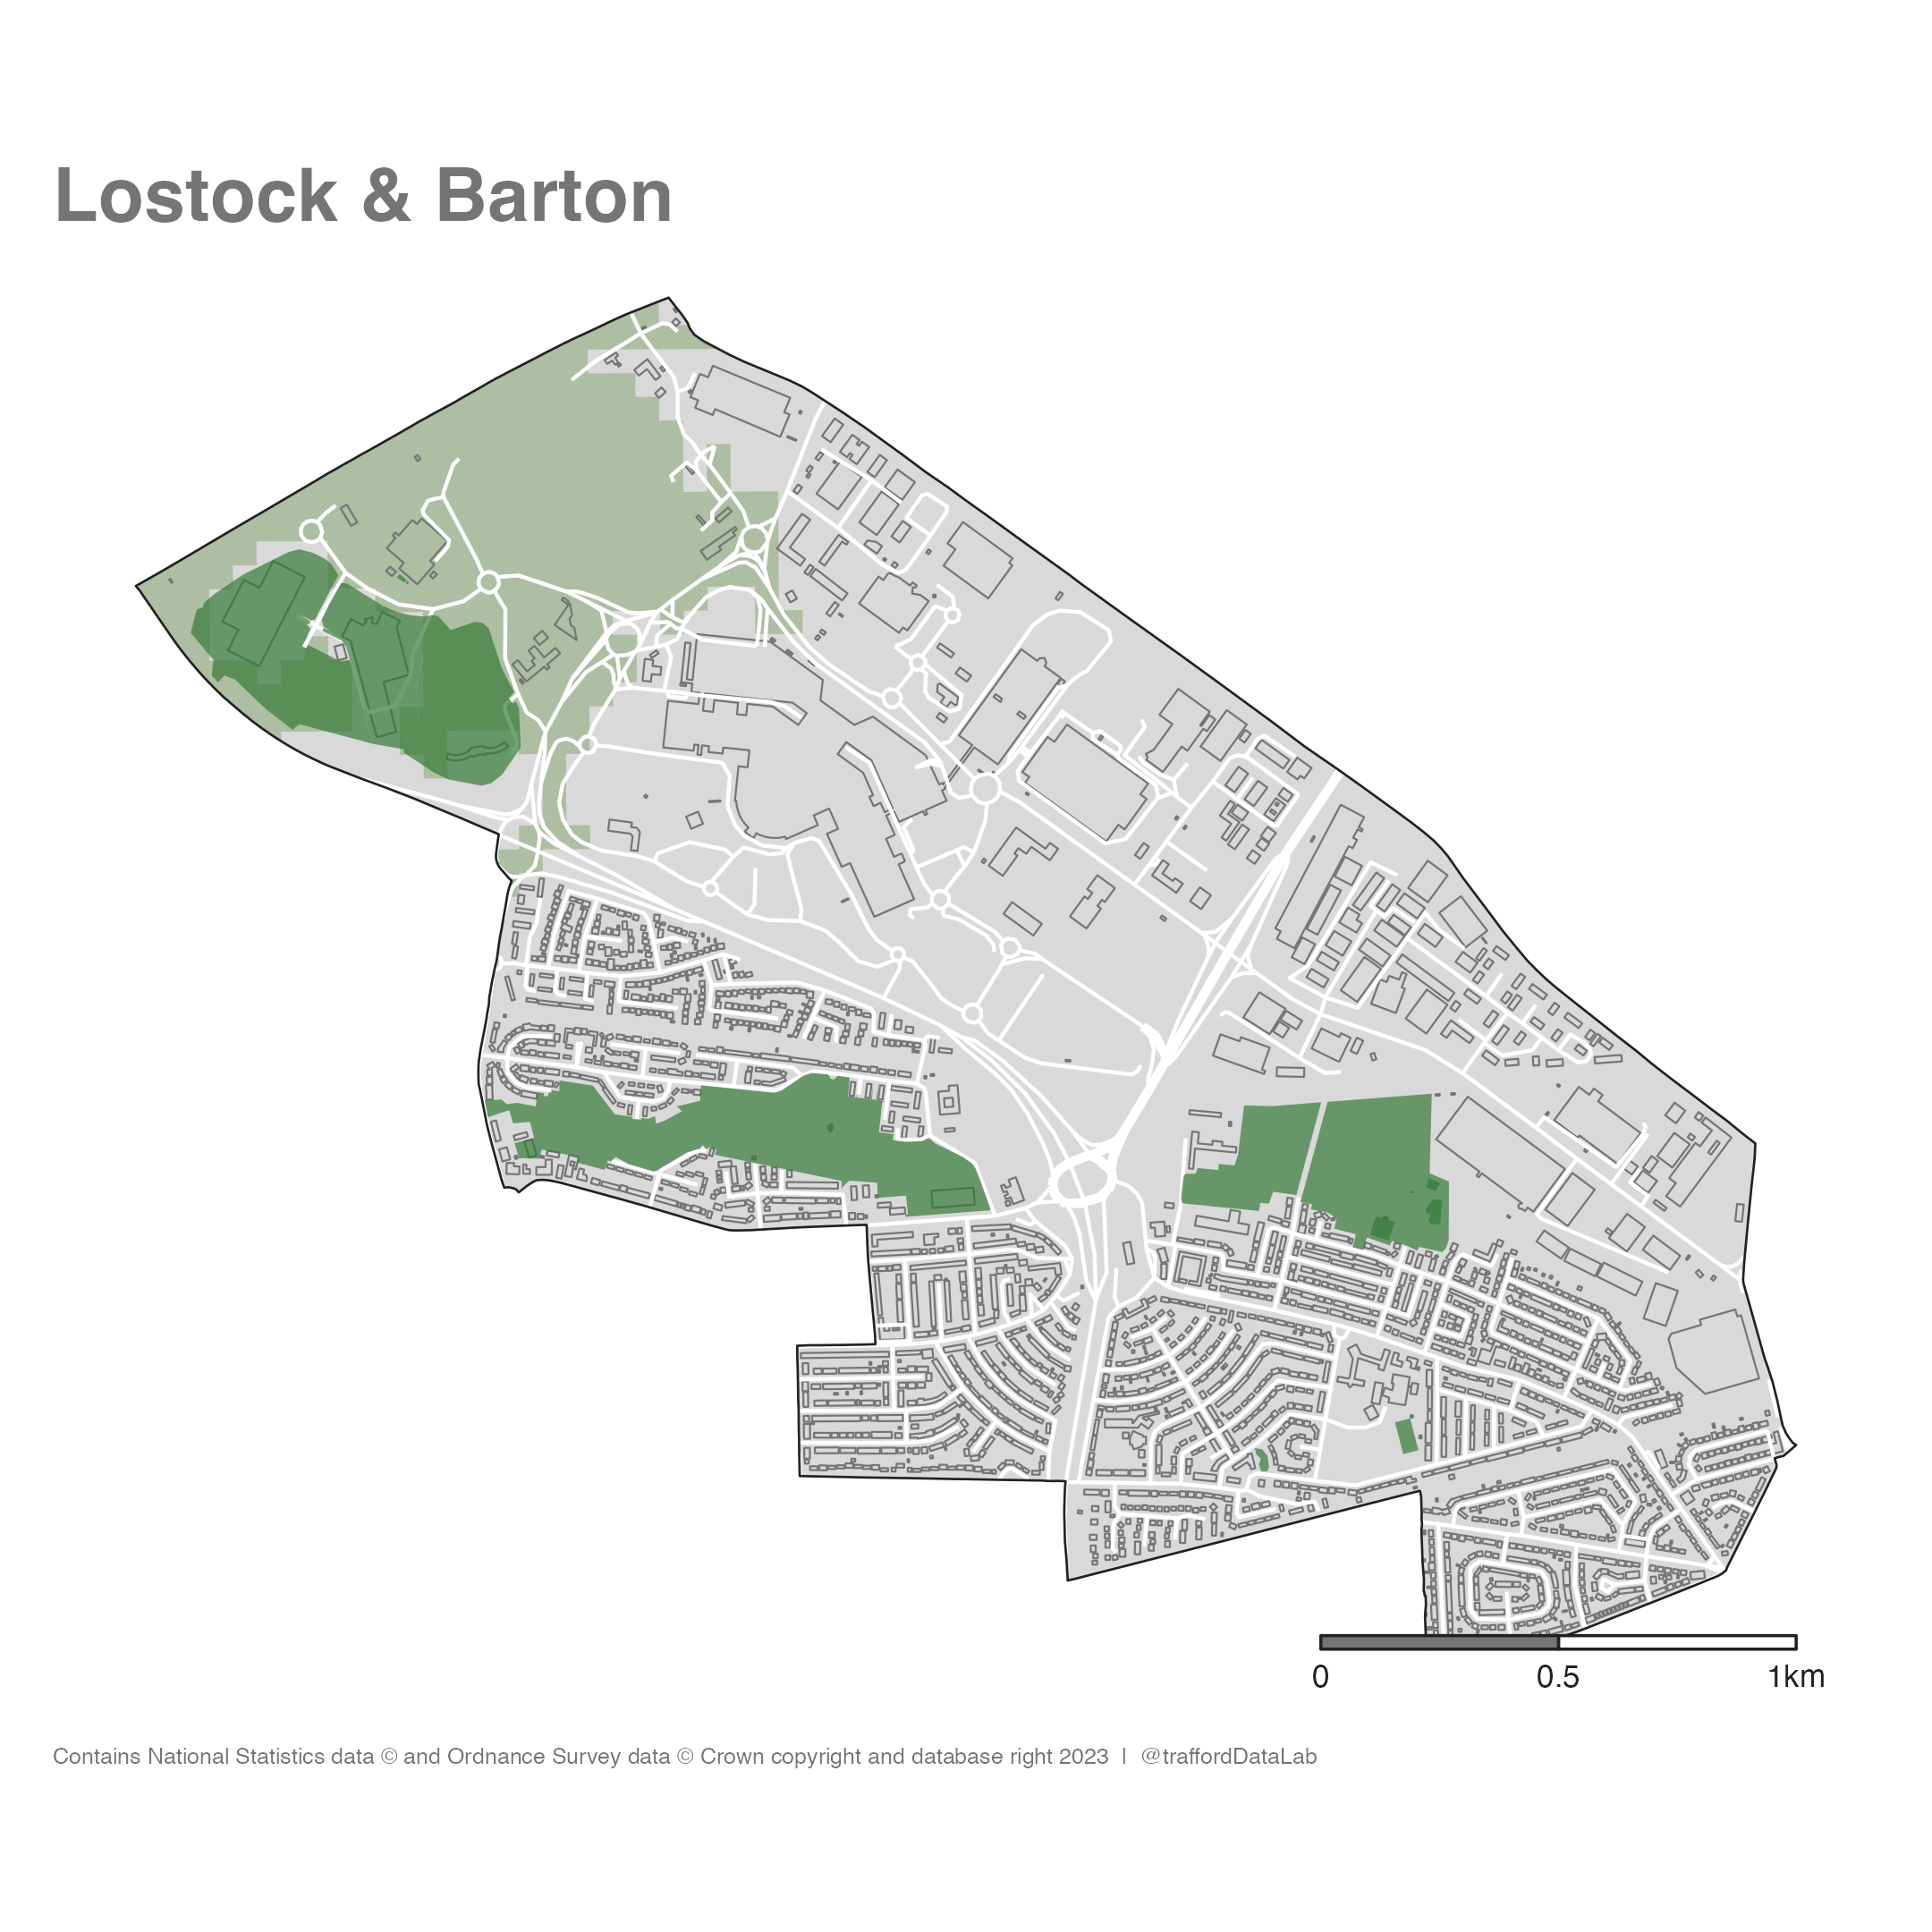 Lostock & Barton
0 0.5 1km
Contains National Statistics data © and Ordnance Survey data © Crown copyright and database right 2023 | @traffordDataLab